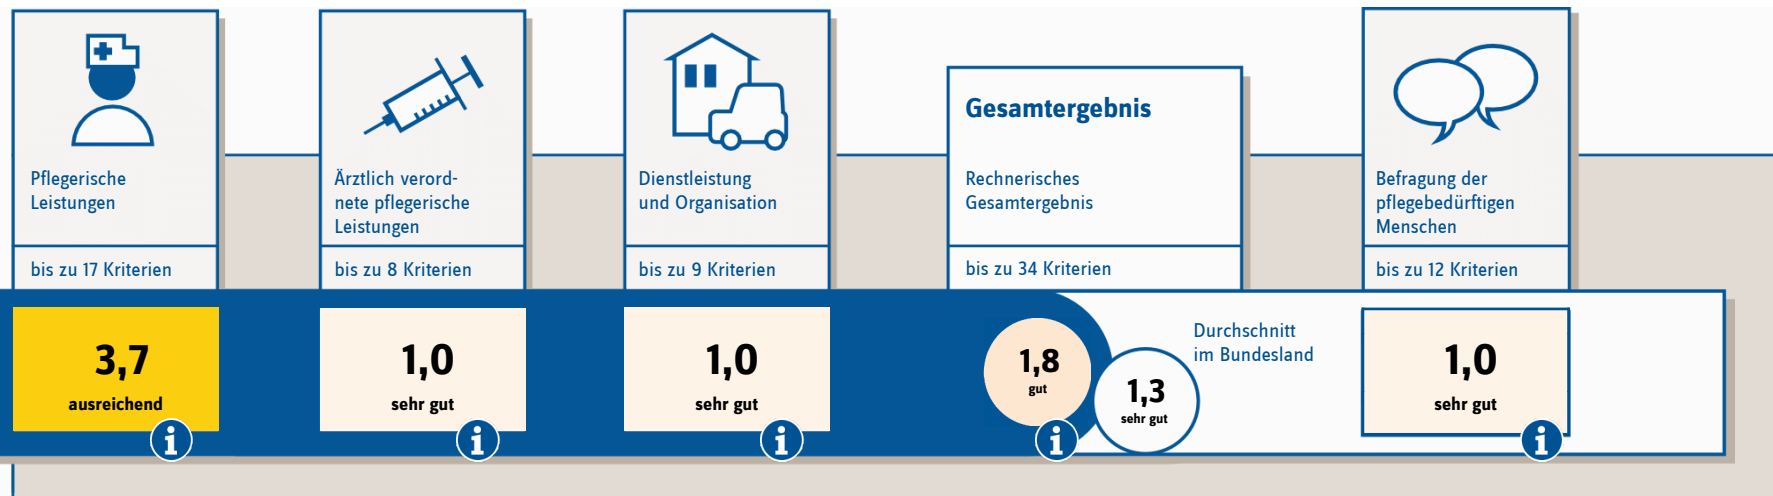 Pflegerische
Leistungen
bis zu 17 Kriterien
3,7
ausreichend
i
Ärztlich verord-
nete pflegerische
Leistungen
bis zu 8 Kriterien
1,0
sehr gut
i
Dienstleistung
und Organisation
bis zu 9 Kriterien
1,0
sehr gut
i
Gesamtergebnis
Rechnerisches
Gesamtergebnis
bis zu 34 Kriterien
1,8
gut
i
1,3
sehr gut
Durchschnitt
im Bundesland
Befragung der
pflegebedürftigen
Menschen
bis zu 12 Kriterien
1,0
sehr gut
i